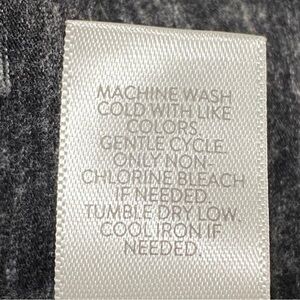 MACHINE WASH
COLD WITH LIKE
COLORS.
GENTLE CYCLE.
ONLY NON-
CHLORINE BLEACH
IF NEEDED.
TUMBLE DRY LOW.
COOL IRON IF
NEEDED.